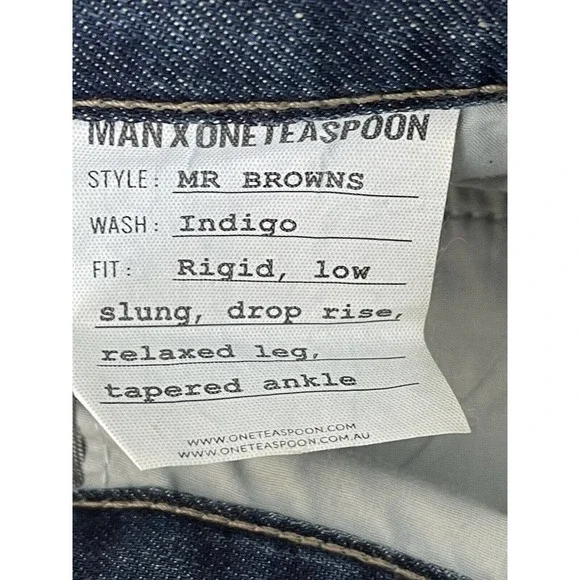 MAN X ONETEASPOON
STYLE: MR BROWNS
WASH: Indigo
FIT: Rigid, low
slung, drop rise,
relaxed leg,
tapered ankle
WWW.ONETEASPOON.COM
WWW.ONETEASPOON.COM.AU